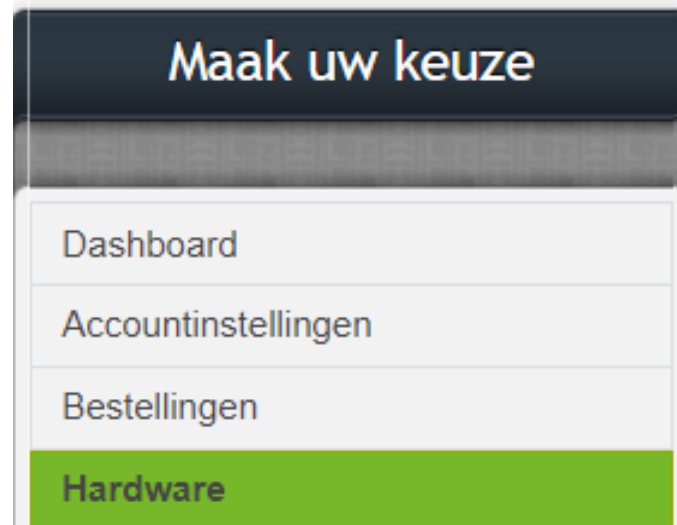 Maak uw keuze
Dashboard
Accountinstellingen
Bestellingen
Hardware